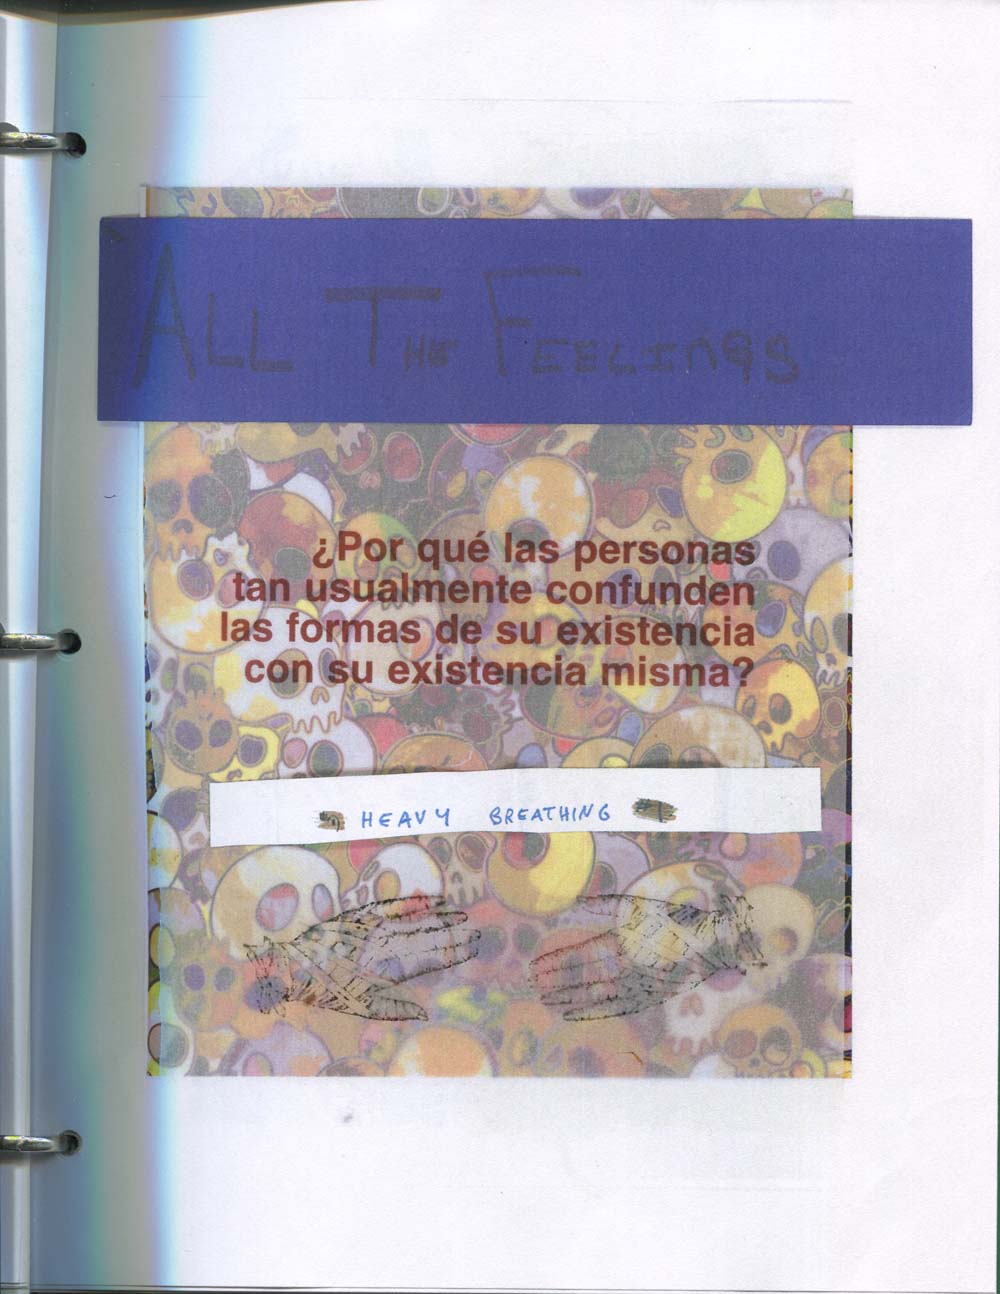 ALL THE FEELINGS
¿Por qué las personas
tan usualmente confunden
las formas de su existencia
con su existencia misma?
HEAVY BREATHING